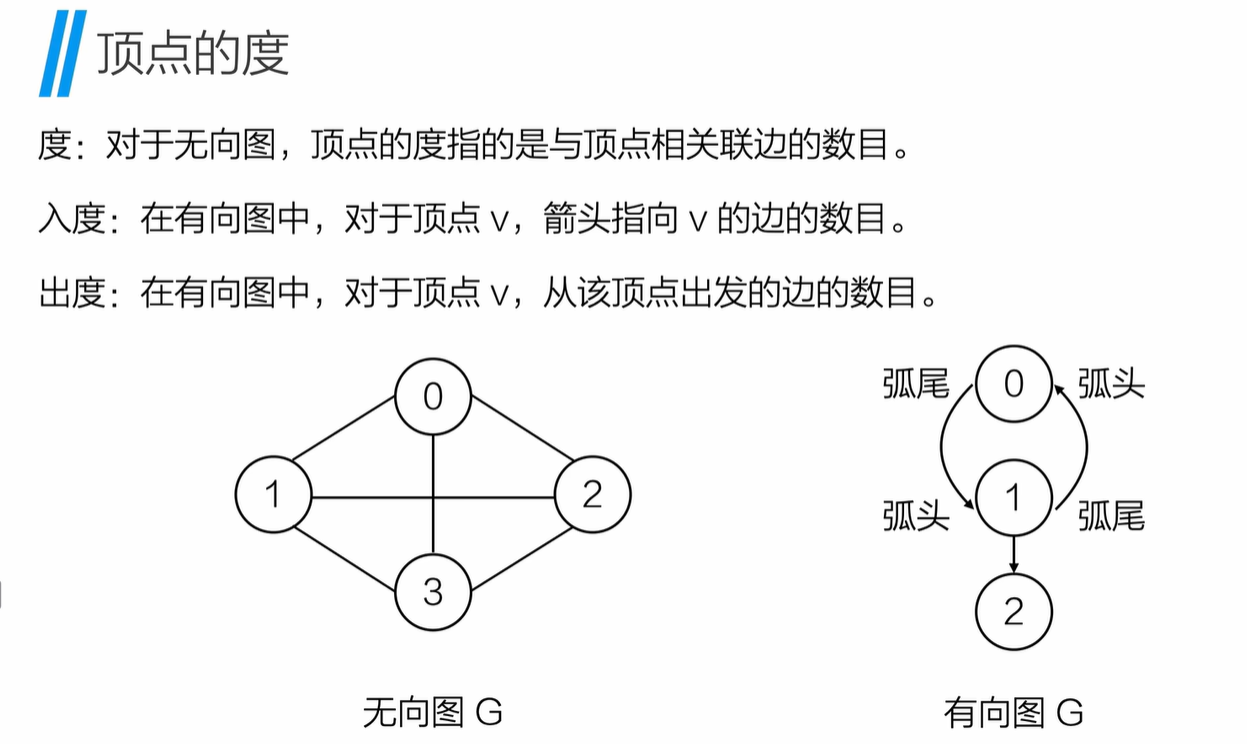 顶点的度
度：对于无向图，顶点的度指的是与顶点相关联边的数目。
入度：在有向图中，对于顶点 v，箭头指向 v 的边的数目。
出度：在有向图中，对于顶点 v，从该顶点出发的边的数目。
0
1
2
3
无向图 G
弧尾
0
弧头
弧头
1
弧尾
2
有向图 G